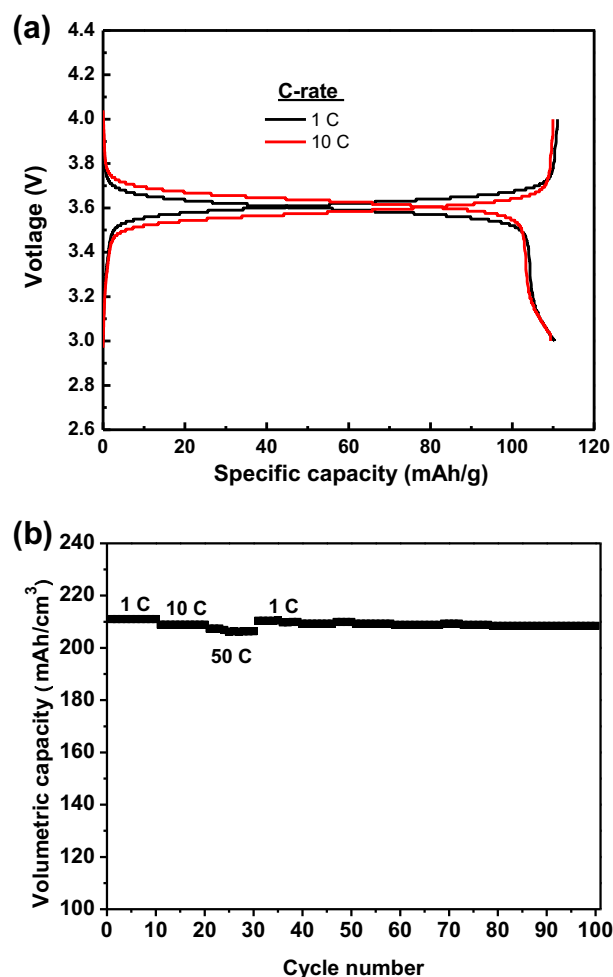 (a)
4.4
4.2
4.0
3.8
3.6
3.4
3.2
3.0
2.8
2.6
Votlage (V)
C-rate
1 C
10 C
0 20 40 60 80 100 120
Specific capacity (mAh/g)
(b)
240
220
200
180
160
140
120
100
Volumetric capacity (mAh/cm³)
1 C 10 C 1 C
50 C
0 10 20 30 40 50 60 70 80 90 100
Cycle number